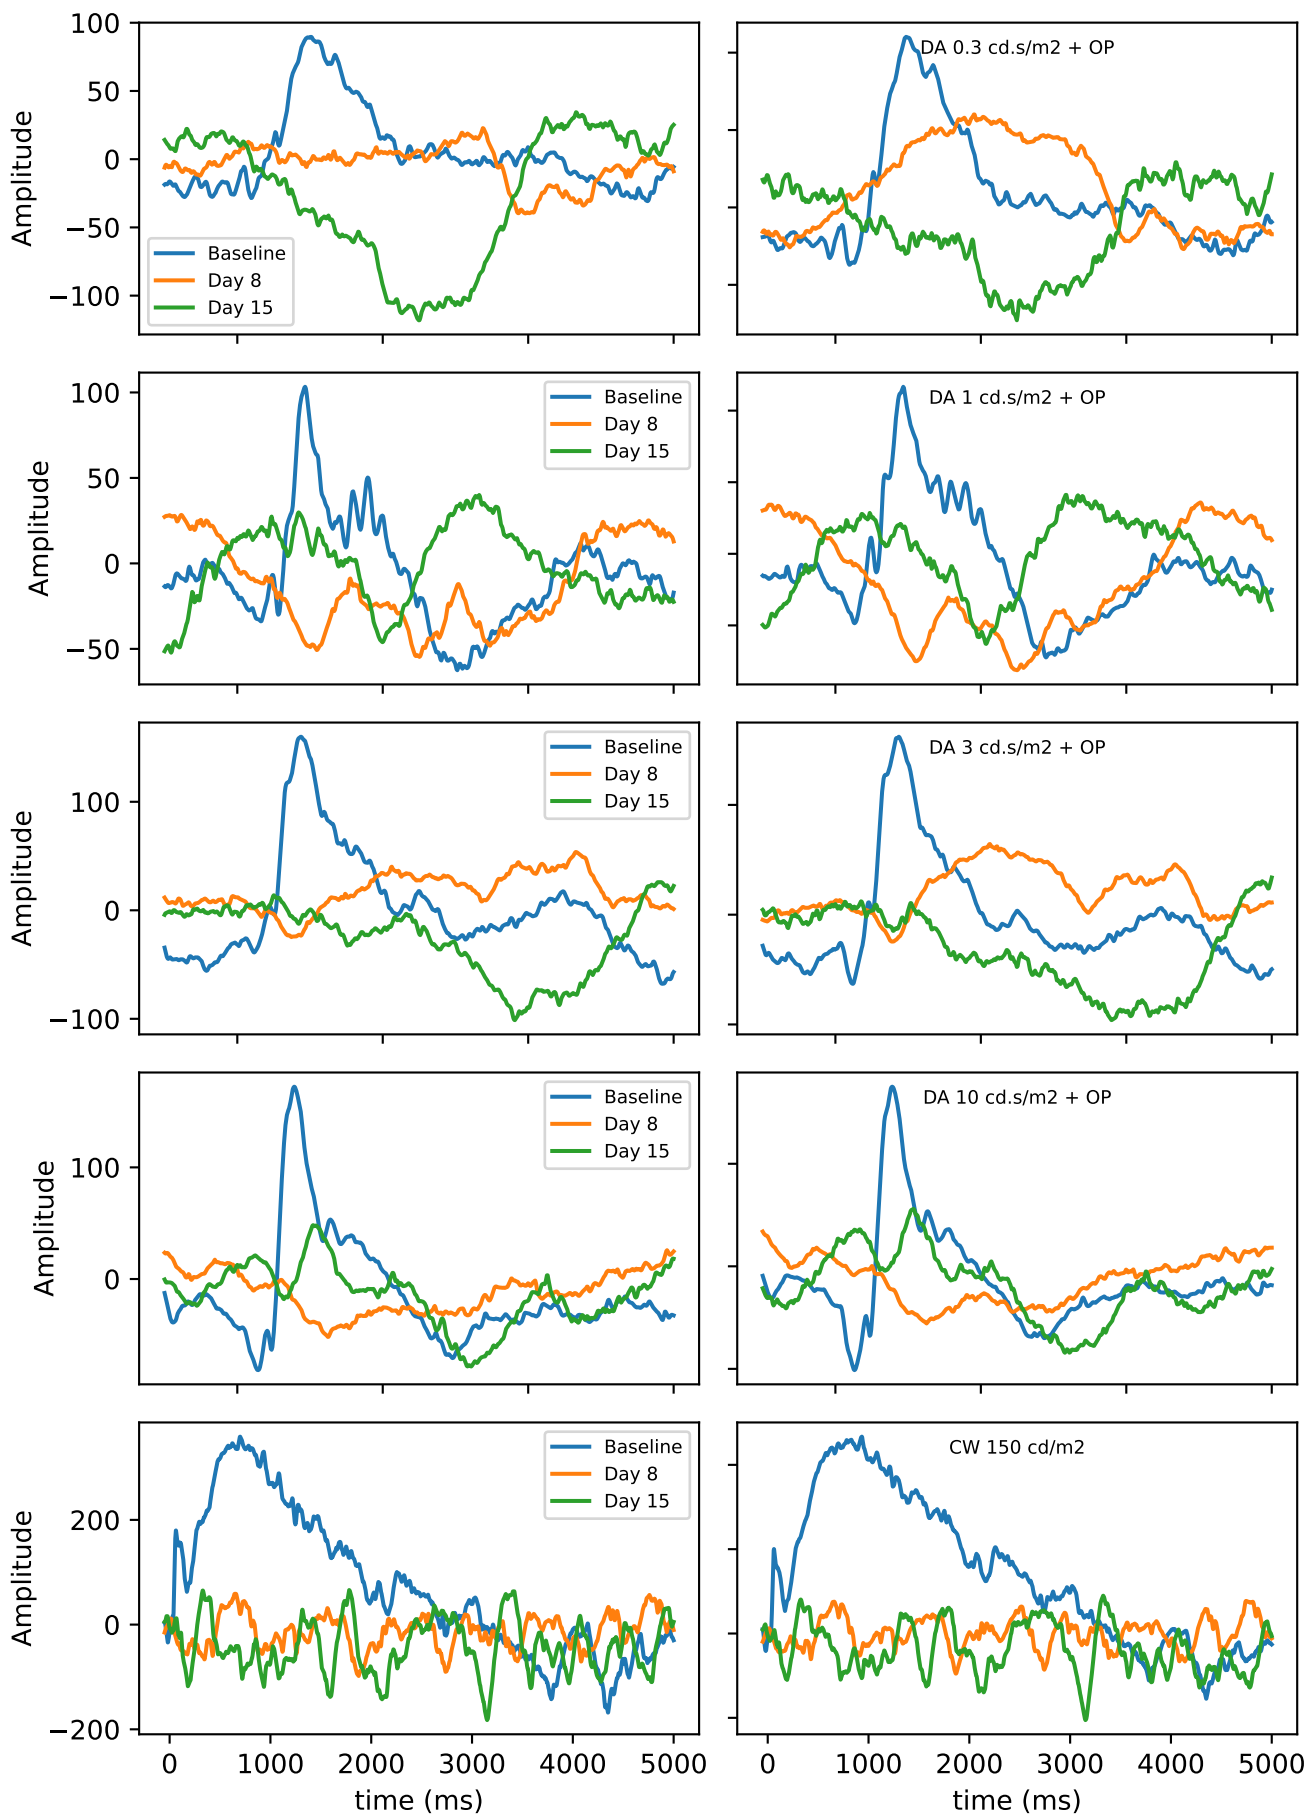 100
50
0
−50
−100
Amplitude
Baseline
Day 8
Day 15
DA 0.3 cd.s/m2 + OP
100
50
0
−50
Amplitude
Baseline
Day 8
Day 15
DA 1 cd.s/m2 + OP
100
0
−100
Amplitude
Baseline
Day 8
Day 15
DA 3 cd.s/m2 + OP
100
0
Amplitude
Baseline
Day 8
Day 15
DA 10 cd.s/m2 + OP
200
0
−200
Amplitude
Baseline
Day 8
Day 15
CW 150 cd/m2
0 1000 2000 3000 4000 5000
time (ms)
0 1000 2000 3000 4000 5000
time (ms)